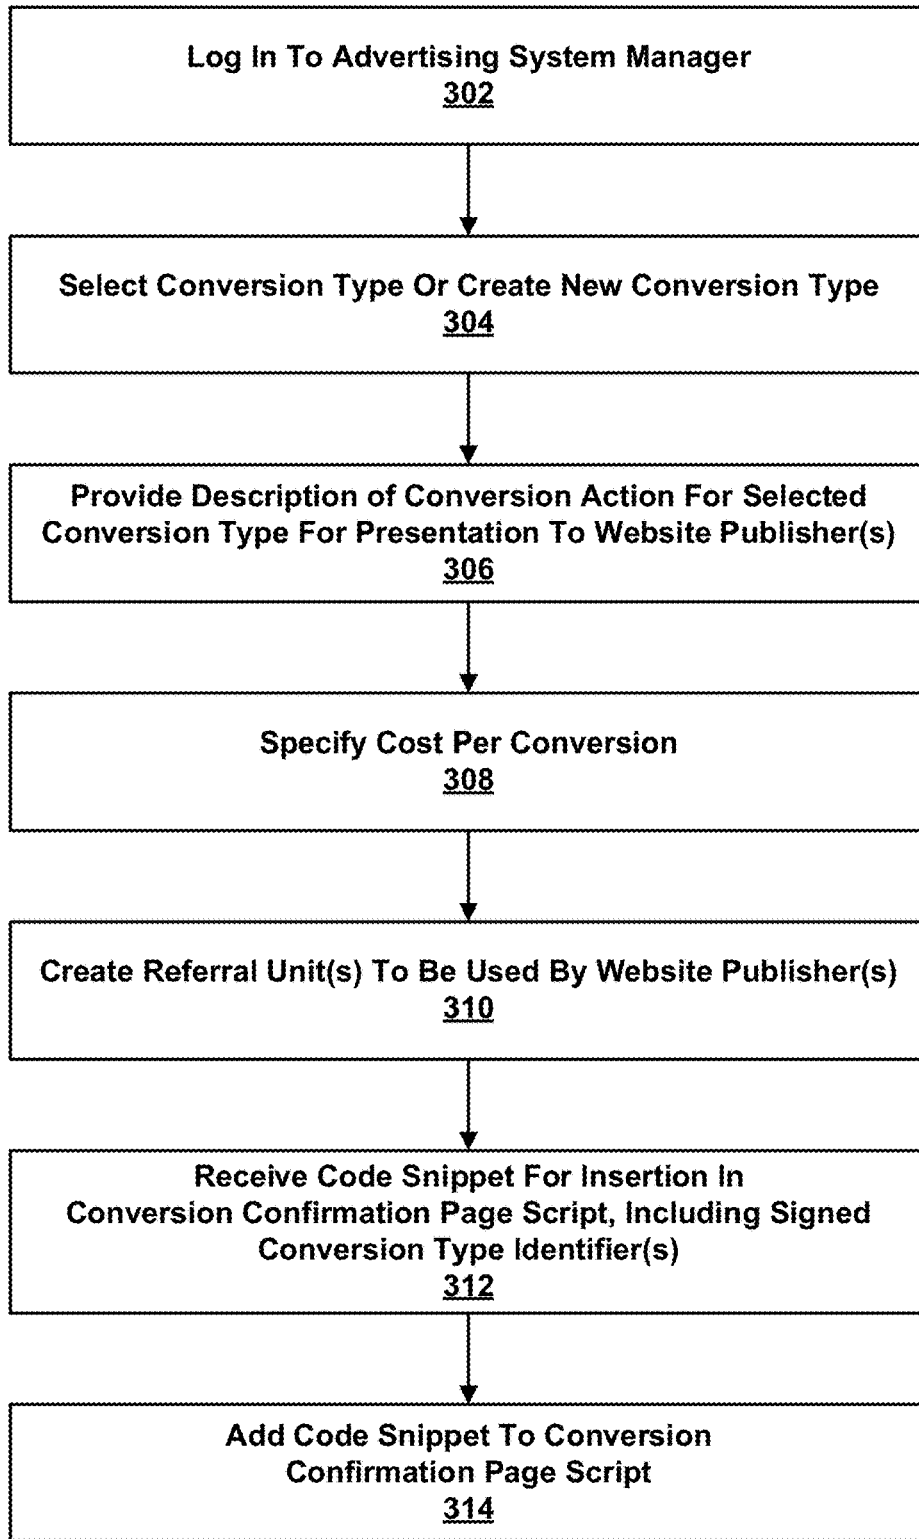 Log In To Advertising System Manager
302
Select Conversion Type Or Create New Conversion Type
304
Provide Description of Conversion Action For Selected
Conversion Type For Presentation To Website Publisher(s)
306
Specify Cost Per Conversion
308
Create Referral Unit(s) To Be Used By Website Publisher(s)
310
Receive Code Snippet For Insertion In
Conversion Confirmation Page Script, Including Signed
Conversion Type Identifier(s)
312
Add Code Snippet To Conversion
Confirmation Page Script
314